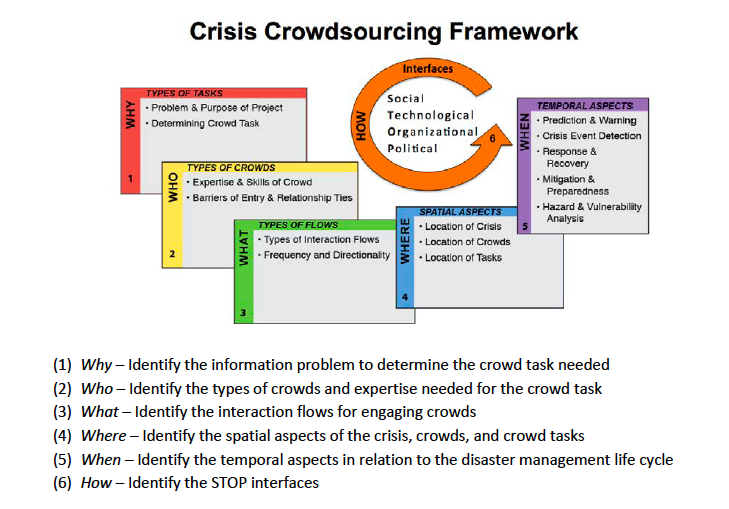 Crisis Crowdsourcing Framework
WHY
1
TYPES OF TASKS
• Problem & Purpose of Project
• Determining Crowd Task
WHO
2
TYPES OF CROWDS
• Expertise & Skills of Crowd
• Barriers of Entry & Relationship Ties
WHAT
3
TYPES OF FLOWS
• Types of Interaction Flows
• Frequency and Directionality
WHERE
4
SPATIAL ASPECTS
• Location of Crisis
• Location of Crowds
• Location of Tasks
WHEN
5
TEMPORAL ASPECTS
• Prediction & Warning
• Crisis Event Detection
• Response &
Recovery
• Mitigation &
Preparedness
• Hazard & Vulnerability
Analysis
HOW
Interfaces
Social
Technological
Organizational
Political
6
(1) Why – Identify the information problem to determine the crowd task needed
(2) Who – Identify the types of crowds and expertise needed for the crowd task
(3) What – Identify the interaction flows for engaging crowds
(4) Where – Identify the spatial aspects of the crisis, crowds, and crowd tasks
(5) When – Identify the temporal aspects in relation to the disaster management life cycle
(6) How – Identify the STOP interfaces